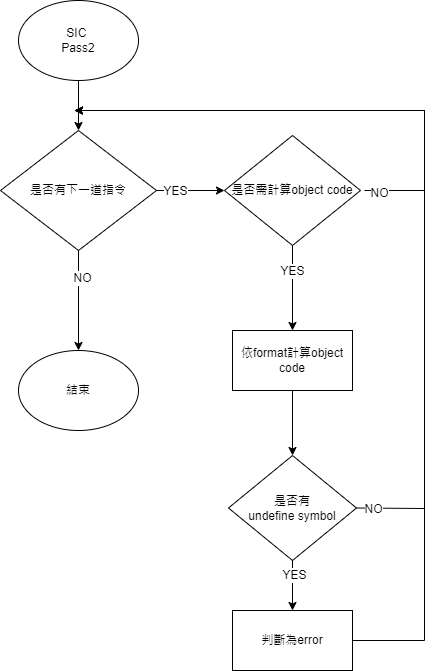 SIC
Pass2
是否有下一道指令
YES
是否需計算object code
NO
NO
YES
依format計算object
code
結束
是否有
undefine symbol
NO
YES
判斷為error